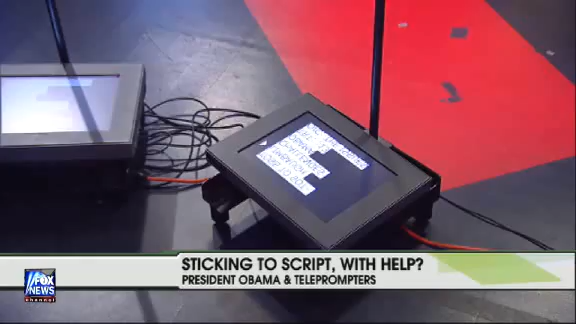 STICKING TO SCRIPT, WITH HELP?
PRESIDENT OBAMA & TELEPROMPTERS
FOX
NEWS
channel